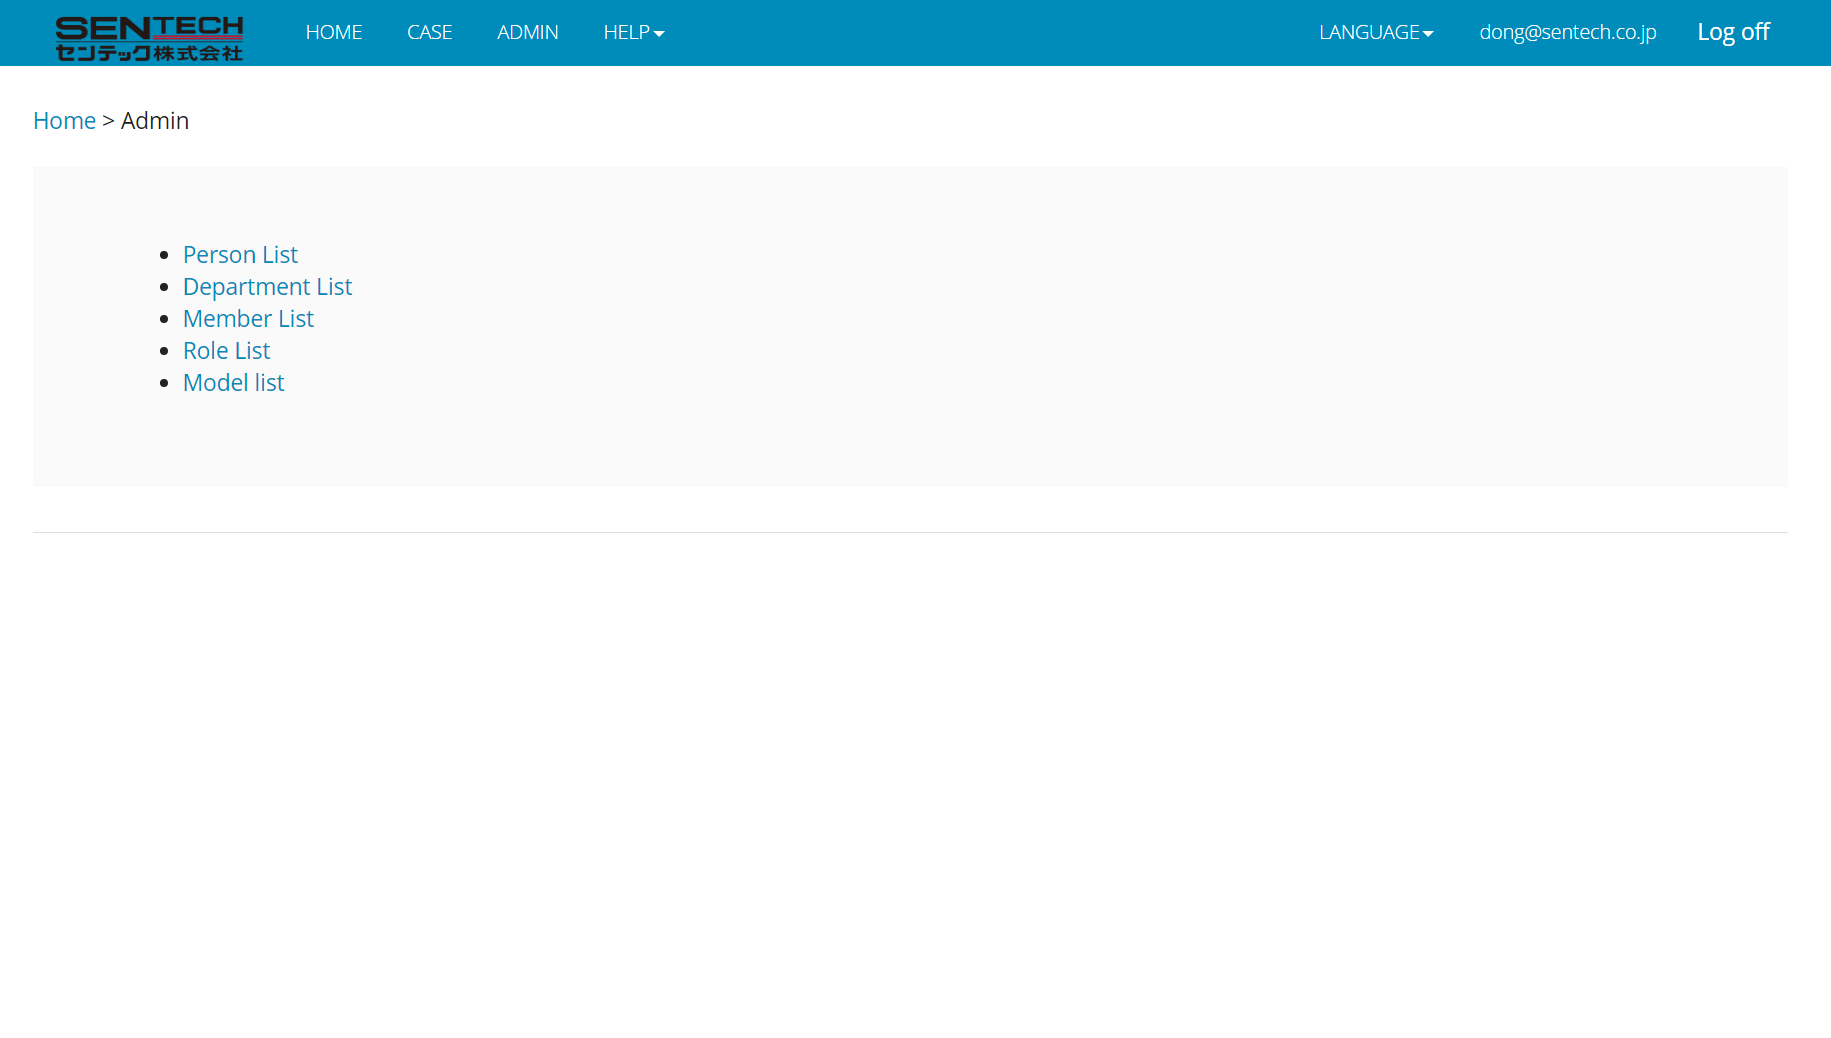 SENTECH
センテック株式会社
HOME CASE ADMIN HELP LANGUAGE dong@sentech.co.jp Log off
Home > Admin
Person List
Department List
Member List
Role List
Model list